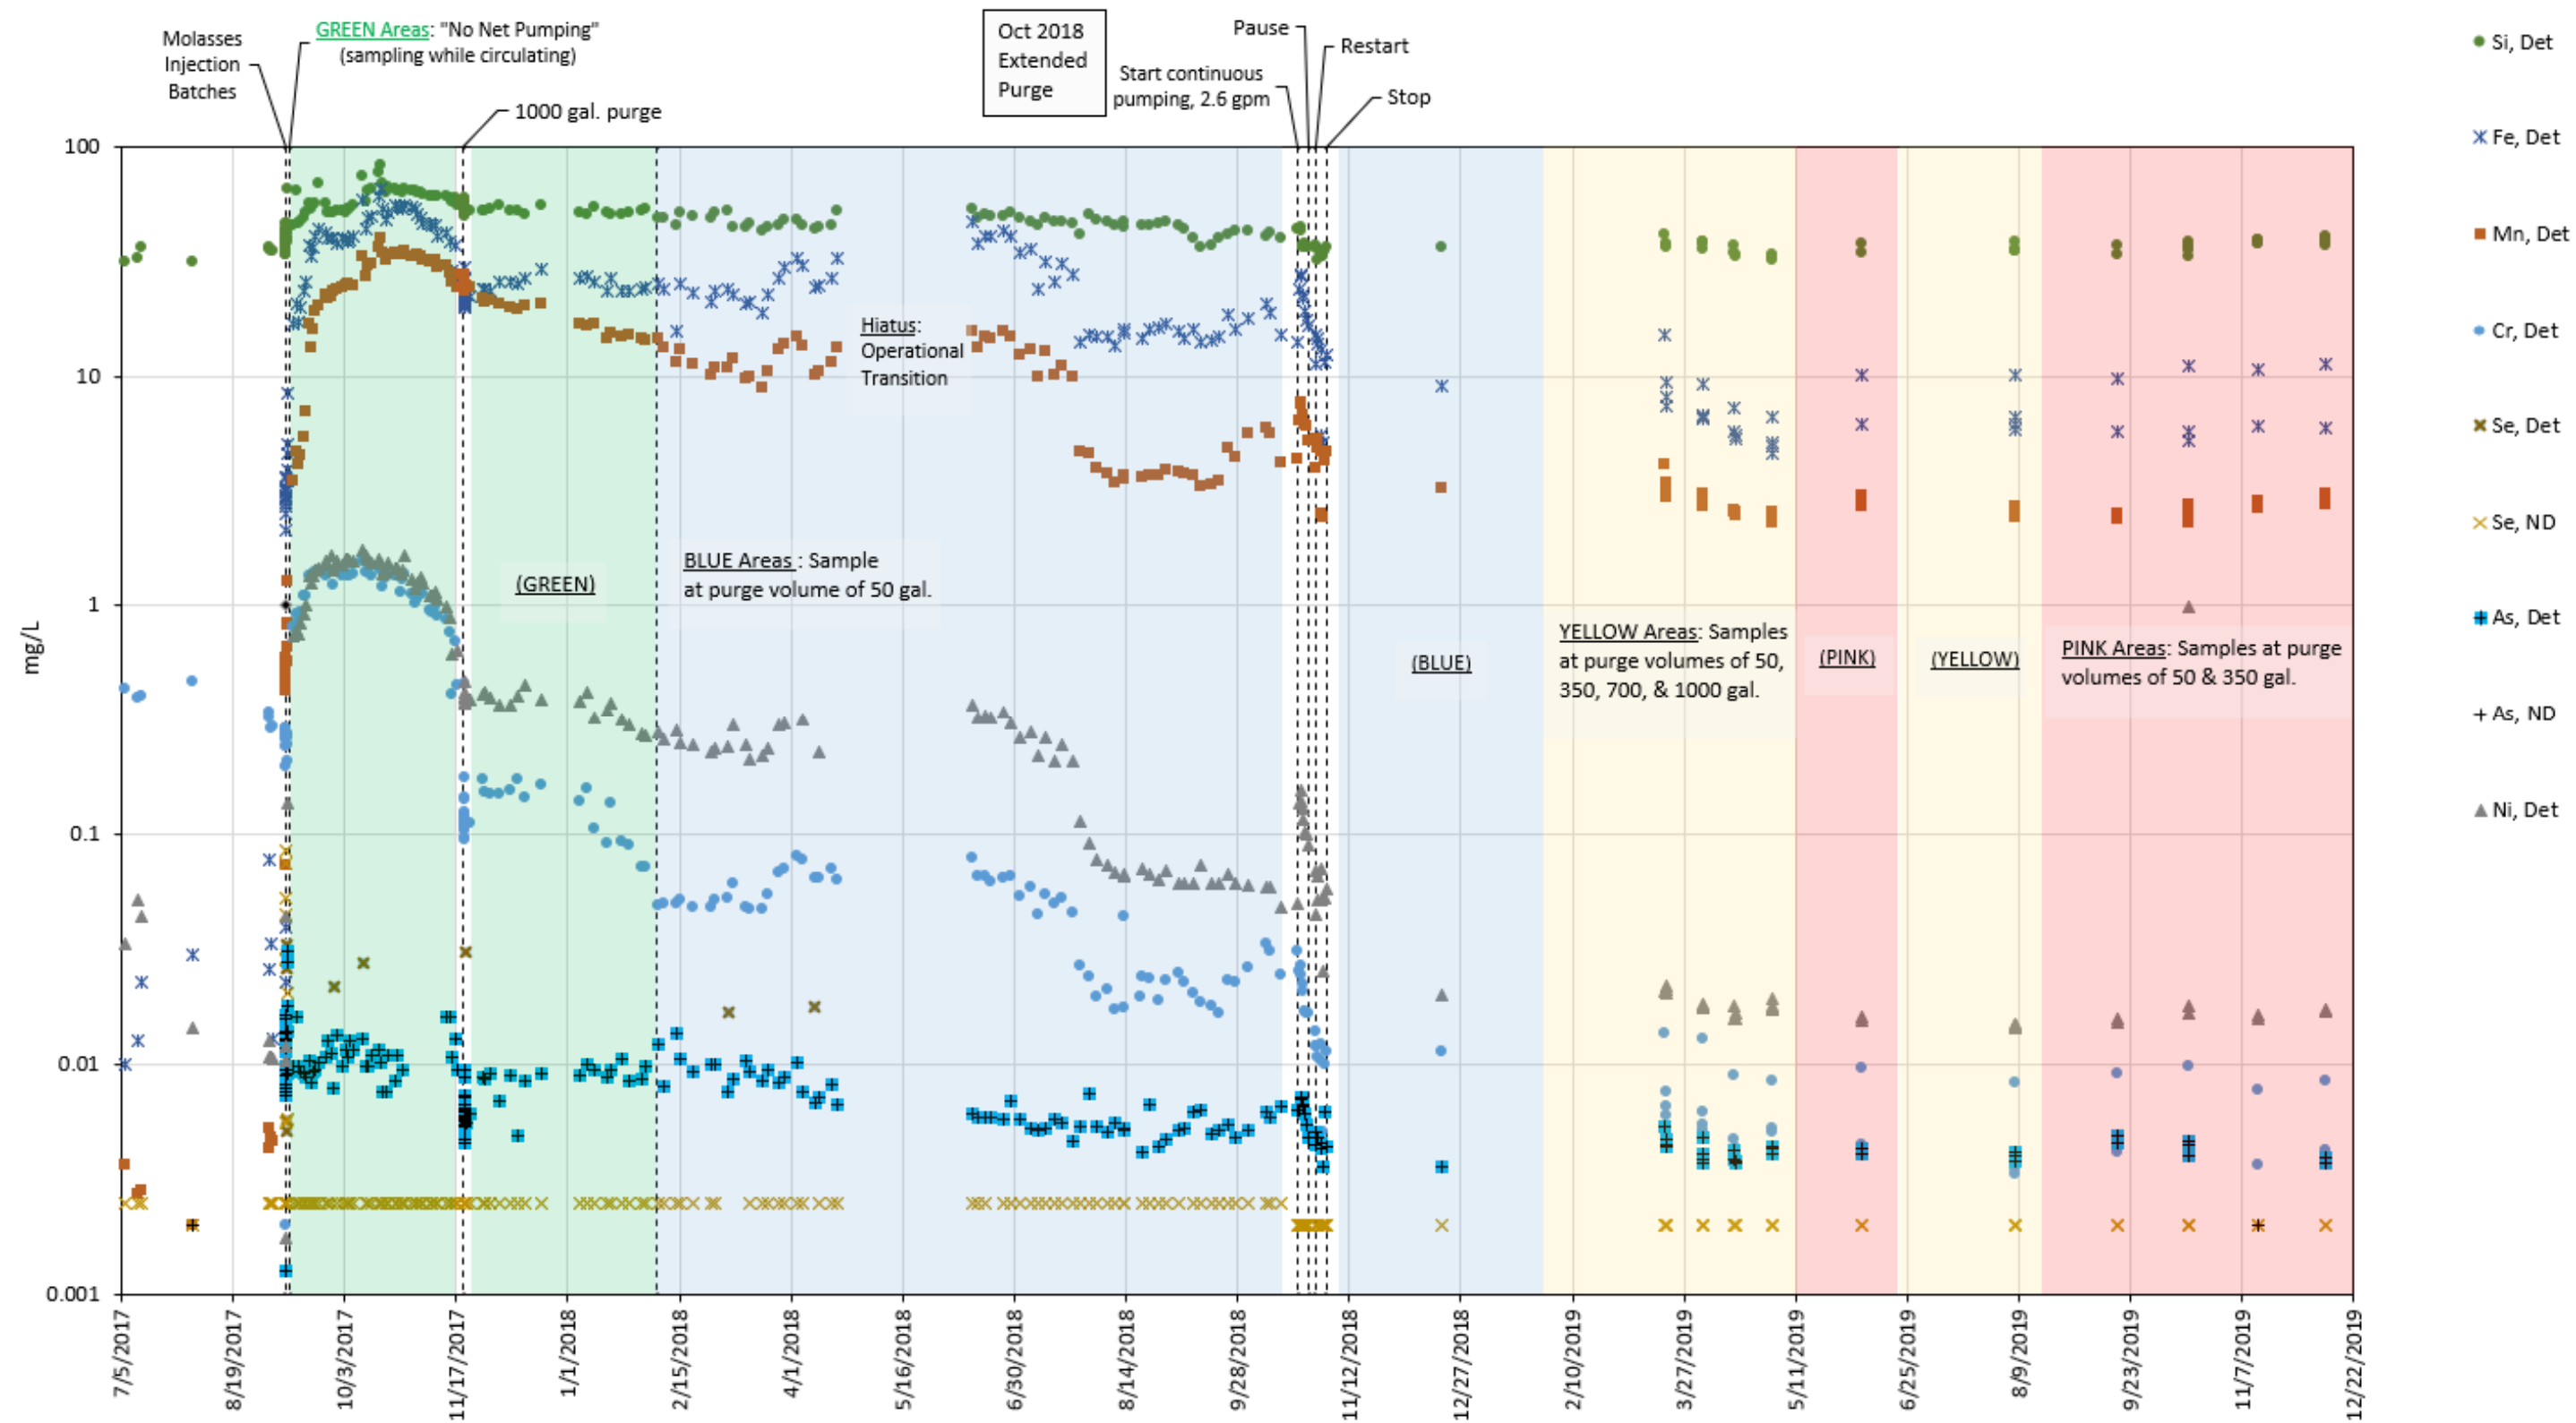 Molasses
Injection
Batches
GREEN Areas: "No Net Pumping"
(sampling while circulating)
1000 gal. purge
Oct 2018
Extended
Purge
Start continuous
pumping, 2.6 gpm
Pause
Restart
Stop
Si, Det
Fe, Det
Mn, Det
Cr, Det
Se, Det
Se, ND
As, Det
As, ND
Ni, Det
mg/L
100
10
1
0.1
0.01
0.001
Hiatus:
Operational
Transition
(GREEN)
BLUE Areas : Sample
at purge volume of 50 gal.
(BLUE)
YELLOW Areas: Samples
at purge volumes of 50,
350, 700, & 1000 gal.
(PINK)
(YELLOW)
PINK Areas: Samples at purge
volumes of 50 & 350 gal.
7/5/2017
8/19/2017
10/3/2017
11/17/2017
1/1/2018
2/15/2018
4/1/2018
5/16/2018
6/30/2018
8/14/2018
9/28/2018
11/12/2018
12/27/2018
2/10/2019
3/27/2019
5/11/2019
6/25/2019
8/9/2019
9/23/2019
11/7/2019
12/22/2019